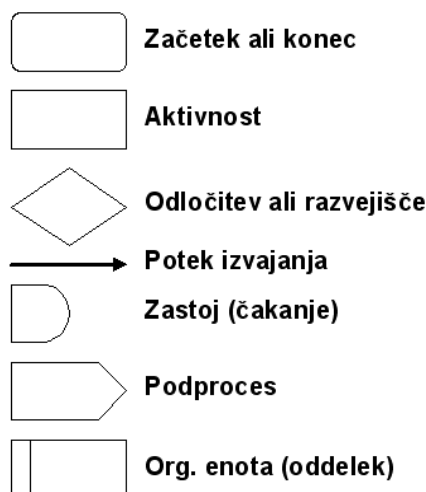 Začetek ali konec
Aktivnost
Odločitev ali razvejišče
Potek izvajanja
Zastoj (čakanje)
Podproces
Org. enota (oddelek)